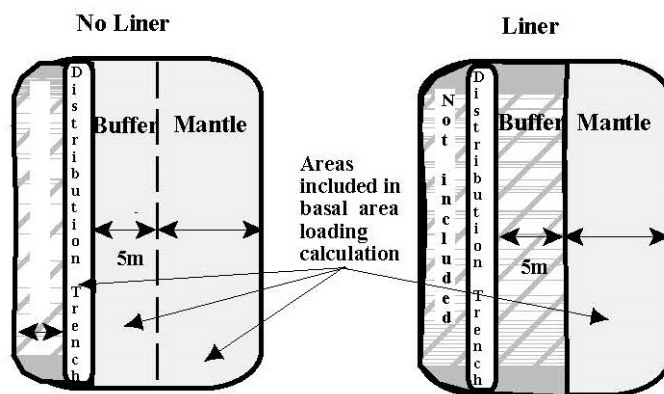 No Liner
Distribution Trench
Buffer
Mantle
5m
Areas
included in
basal area
loading
calculation
Liner
Not included
Distribution Trench
Buffer
Mantle
5m